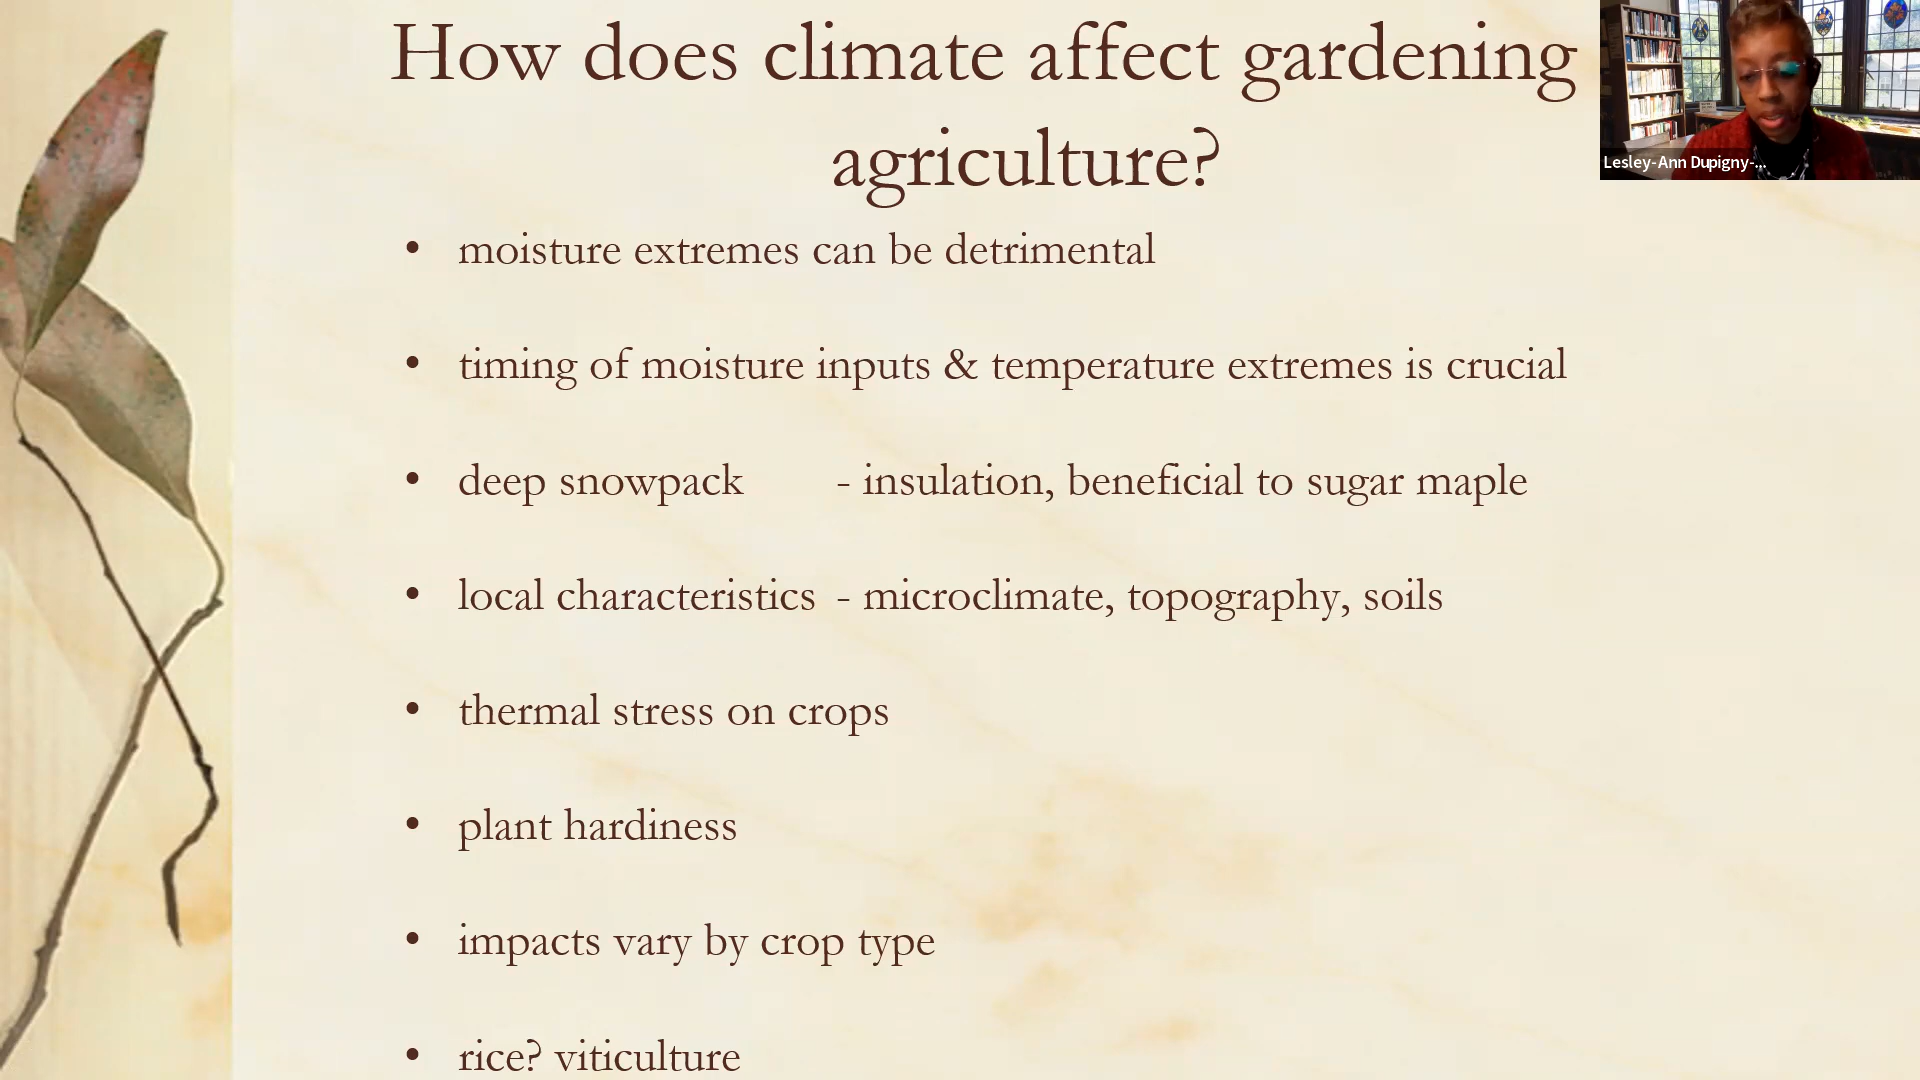 How does climate affect gardening
agriculture?
Lesley-Ann Dupigny-...
• moisture extremes can be detrimental
• timing of moisture inputs & temperature extremes is crucial
• deep snowpack - insulation, beneficial to sugar maple
• local characteristics - microclimate, topography, soils
• thermal stress on crops
• plant hardiness
• impacts vary by crop type
• rice? viticulture